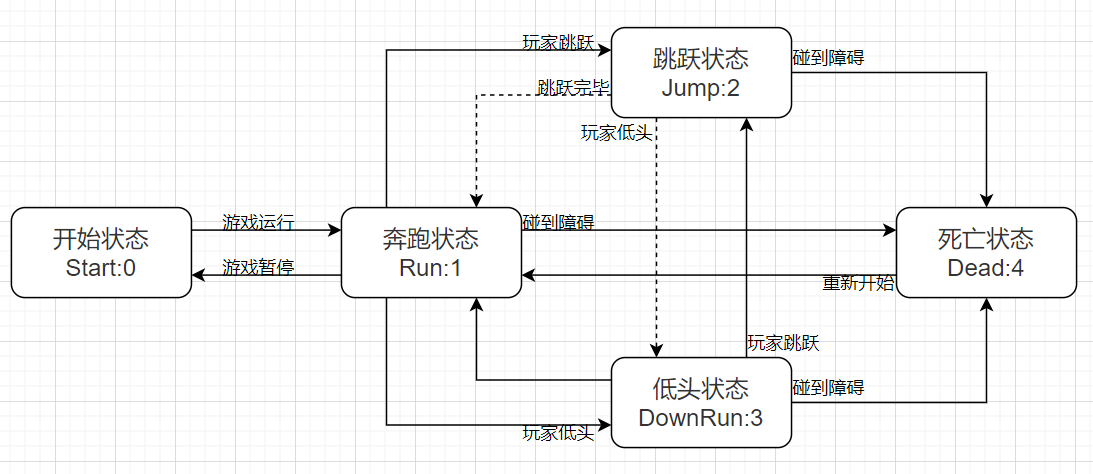 玩家跳跃
跳跃状态
Jump:2
碰到障碍
跳跃完毕
玩家低头
开始状态
Start:0
游戏运行
游戏暂停
奔跑状态
Run:1
碰到障碍
重新开始
死亡状态
Dead:4
玩家跳跃
低头状态
DownRun:3
碰到障碍
玩家低头